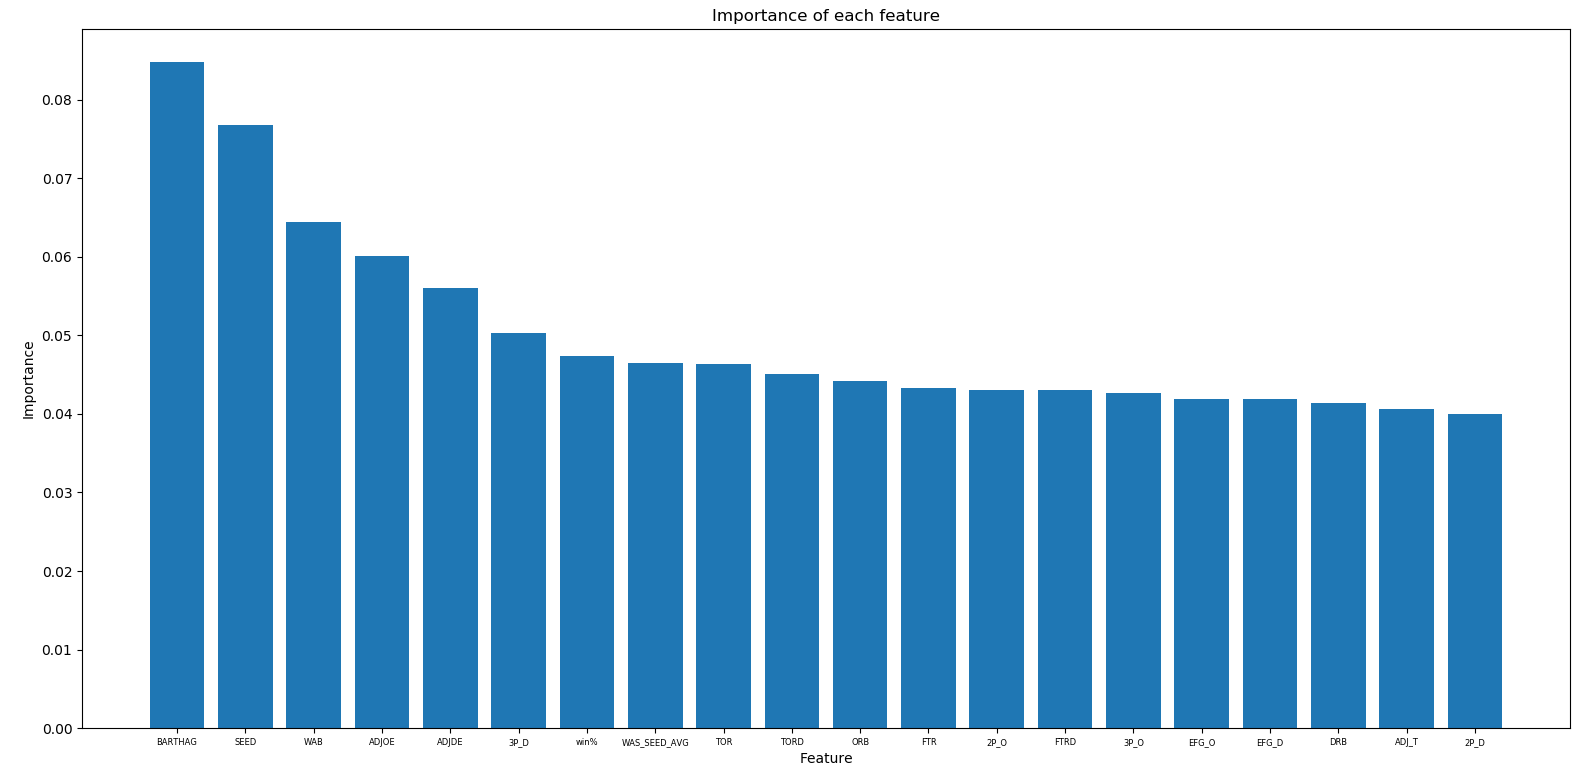 Importance of each feature
0.08
0.07
0.06
0.05
0.04
0.03
0.02
0.01
0.00
Importance
BARTHAG SEED WAB ADJOE ADJDE 3P_D win% WAS_SEED_AVG TOR TORD ORB FTR 2P_O FTRD 3P_O EFG_O EFG_D DRB ADJ_T 2P_D
Feature